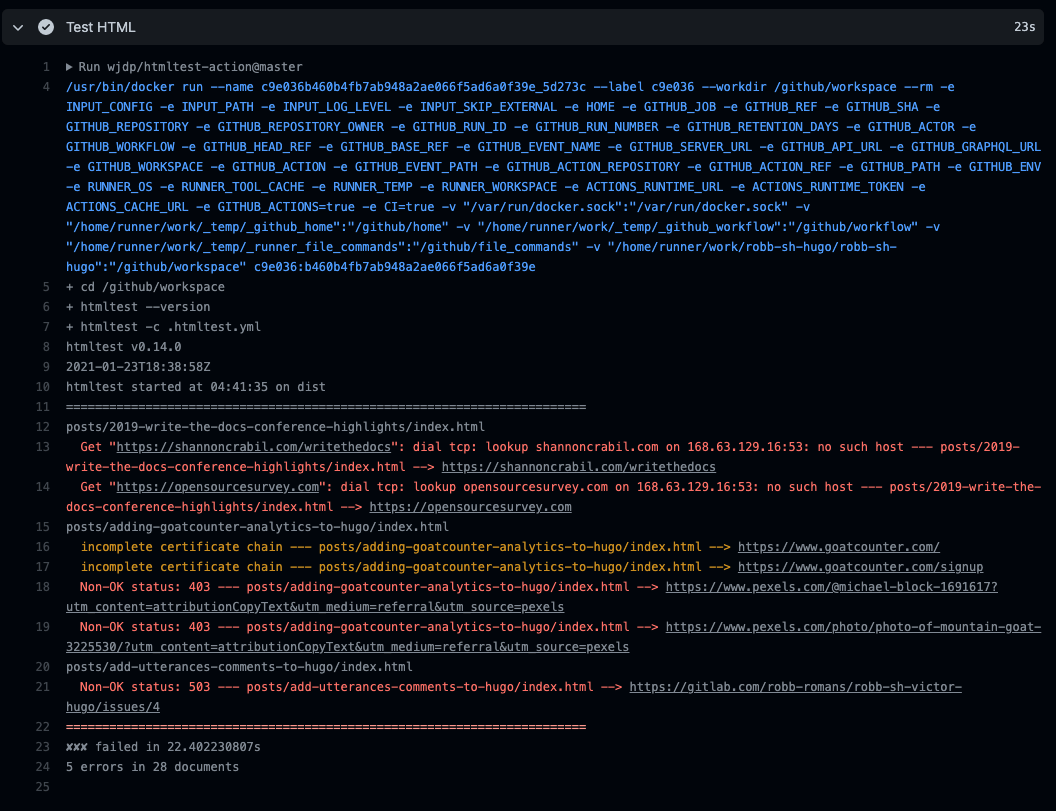 Test HTML 23s
1 Run wjdp/htmltest-action@master
4 /usr/bin/docker run --name c9e036b460b4fb7ab948a2ae066f5ad6a0f39e_5d273c --label c9e036 --workdir /github/workspace --rm -e
INPUT_CONFIG -e INPUT_PATH -e INPUT_LOG_LEVEL -e INPUT_SKIP_EXTERNAL -e HOME -e GITHUB_JOB -e GITHUB_REF -e GITHUB_SHA -e
GITHUB_REPOSITORY -e GITHUB_REPOSITORY_OWNER -e GITHUB_RUN_ID -e GITHUB_RUN_NUMBER -e GITHUB_RETENTION_DAYS -e GITHUB_ACTOR -e
GITHUB_WORKFLOW -e GITHUB_HEAD_REF -e GITHUB_BASE_REF -e GITHUB_EVENT_NAME -e GITHUB_SERVER_URL -e GITHUB_API_URL -e GITHUB_GRAPHQL_URL
-e GITHUB_WORKSPACE -e GITHUB_ACTION -e GITHUB_EVENT_PATH -e GITHUB_ACTION_REPOSITORY -e GITHUB_ACTION_REF -e GITHUB_PATH -e GITHUB_ENV
-e RUNNER_OS -e RUNNER_TOOL_CACHE -e RUNNER_TEMP -e RUNNER_WORKSPACE -e ACTIONS_RUNTIME_URL -e ACTIONS_RUNTIME_TOKEN -e
ACTIONS_CACHE_URL -e GITHUB_ACTIONS=true -e CI=true -v "/var/run/docker.sock":"/var/run/docker.sock" -v
"/home/runner/work/_temp/_github_home":"/github/home" -v "/home/runner/work/_temp/_github_workflow":"/github/workflow" -v
"/home/runner/work/_temp/_runner_file_commands":"/github/file_commands" -v "/home/runner/work/robb-sh-hugo/robb-sh-
hugo":"/github/workspace" c9e036:b460b4fb7ab948a2ae066f5ad6a0f39e
5 + cd /github/workspace
6 + htmltest --version
7 + htmltest -c .htmltest.yml
8 htmltest v0.14.0
9 2021-01-23T18:38:58Z
10 htmltest started at 04:41:35 on dist
11 ========================================================================
12 posts/2019-write-the-docs-conference-highlights/index.html
13 Get "https://shannoncrabil.com/writethedocs": dial tcp: lookup shannoncrabil.com on 168.63.129.16:53: no such host --- posts/2019-
write-the-docs-conference-highlights/index.html --> https://shannoncrabil.com/writethedocs
14 Get "https://opensourcesurvey.com": dial tcp: lookup opensourcesurvey.com on 168.63.129.16:53: no such host --- posts/2019-write-the-
docs-conference-highlights/index.html --> https://opensourcesurvey.com
15 posts/adding-goatcounter-analytics-to-hugo/index.html
16 incomplete certificate chain --- posts/adding-goatcounter-analytics-to-hugo/index.html --> https://www.goatcounter.com/
17 incomplete certificate chain --- posts/adding-goatcounter-analytics-to-hugo/index.html --> https://www.goatcounter.com/signup
18 Non-OK status: 403 --- posts/adding-goatcounter-analytics-to-hugo/index.html --> https://www.pexels.com/@michael-block-1691617?
utm_content=attributionCopyText&utm_medium=referral&utm_source=pexels
19 Non-OK status: 403 --- posts/adding-goatcounter-analytics-to-hugo/index.html --> https://www.pexels.com/photo/photo-of-mountain-goat-
3225530/?utm_content=attributionCopyText&utm_medium=referral&utm_source=pexels
20 posts/add-utterances-comments-to-hugo/index.html
21 Non-OK status: 503 --- posts/add-utterances-comments-to-hugo/index.html --> https://gitlab.com/robb-romans/robb-sh-victor-
hugo/issues/4
22 ========================================================================
23 ✘✘✘ failed in 22.402230807s
24 5 errors in 28 documents
25